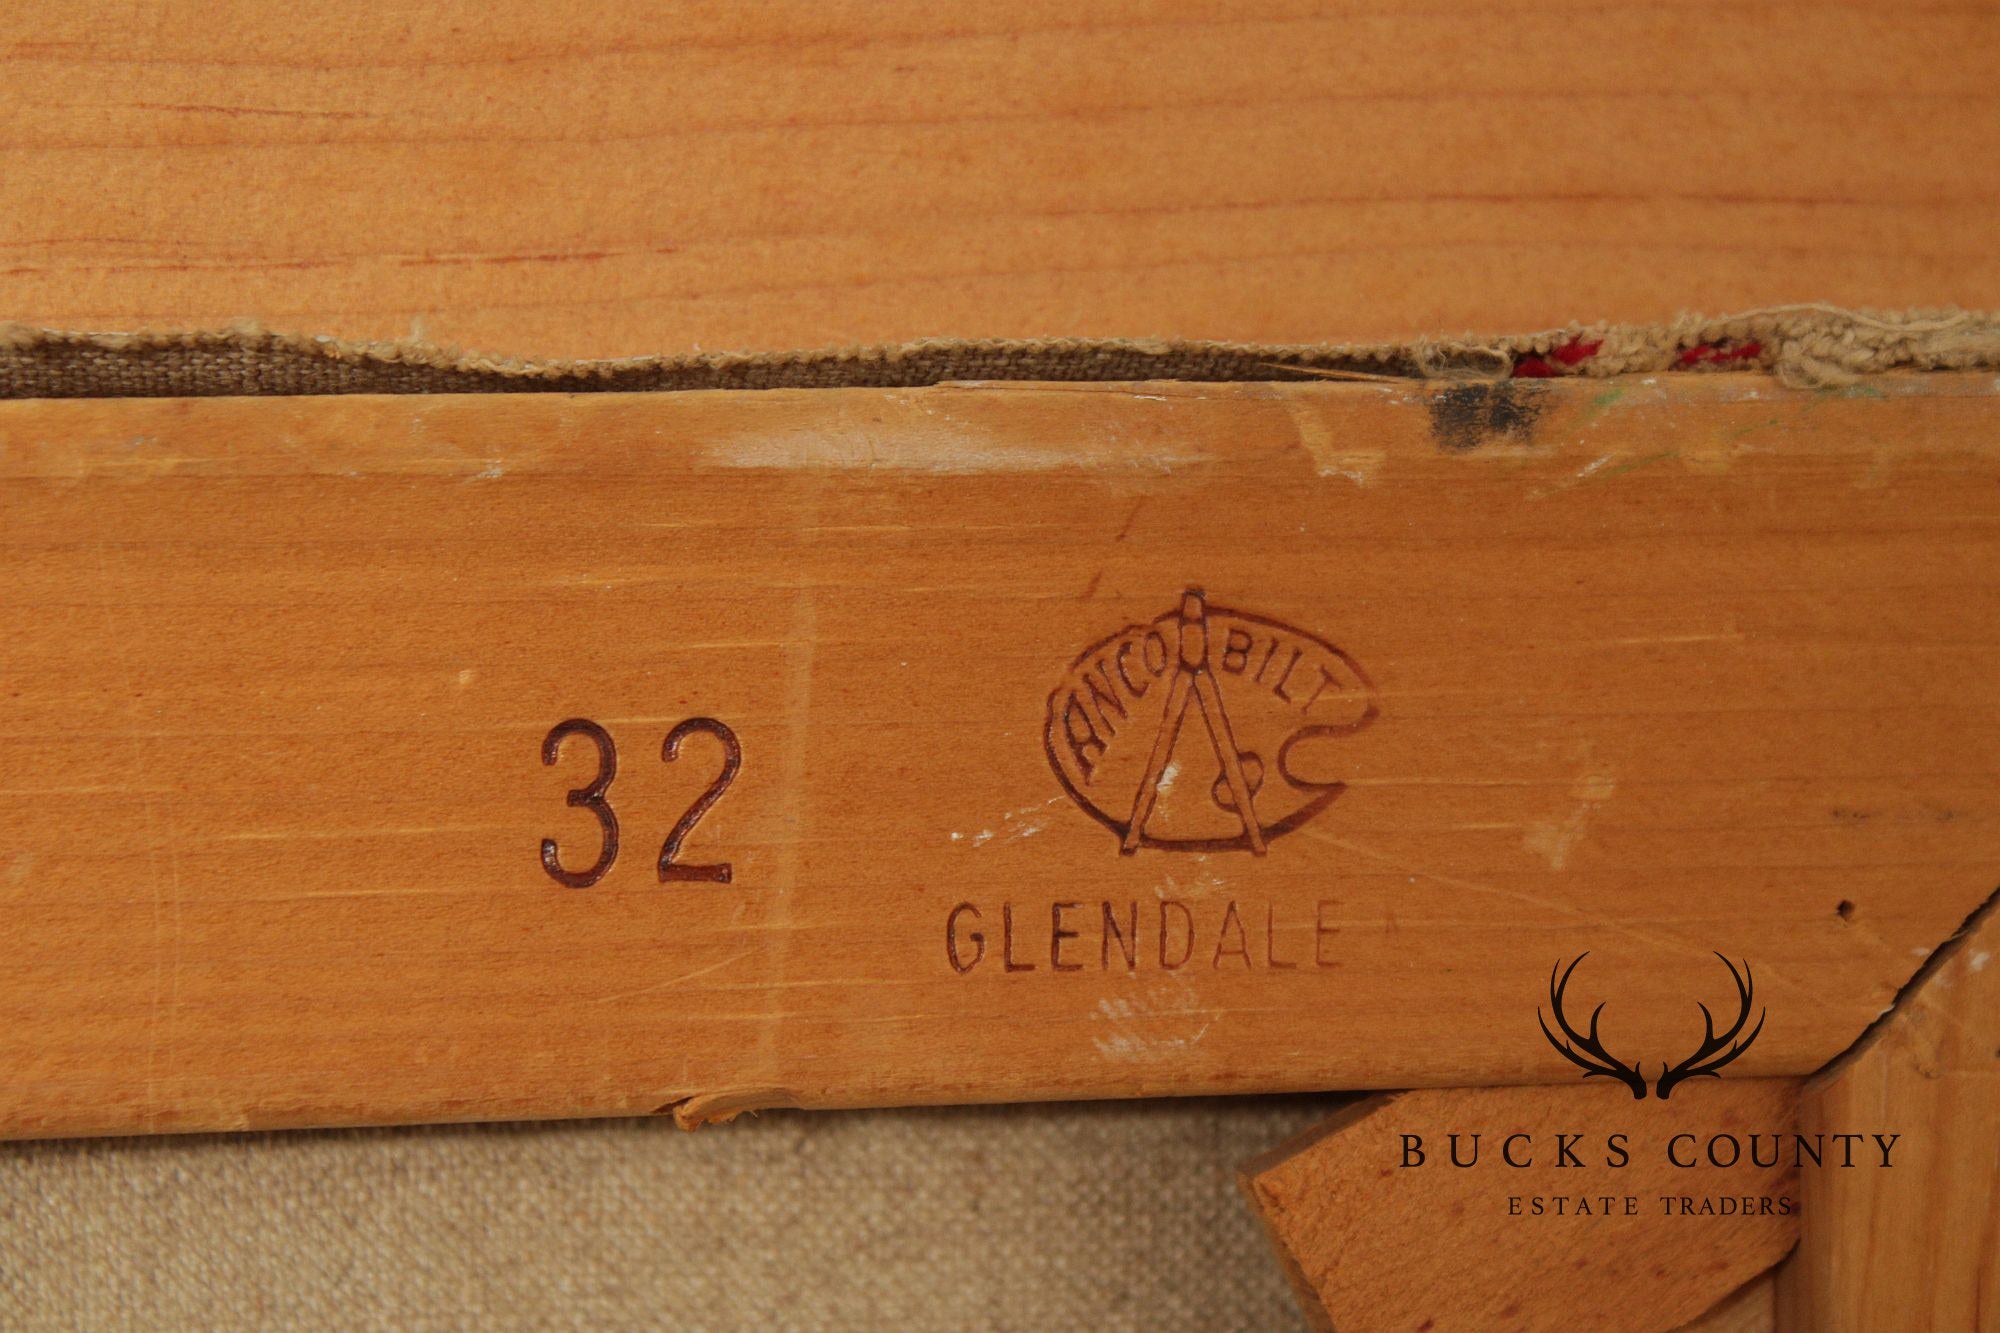 ANCO BILT
32
GLENDALE
BUCKS COUNTY
ESTATE TRADERS